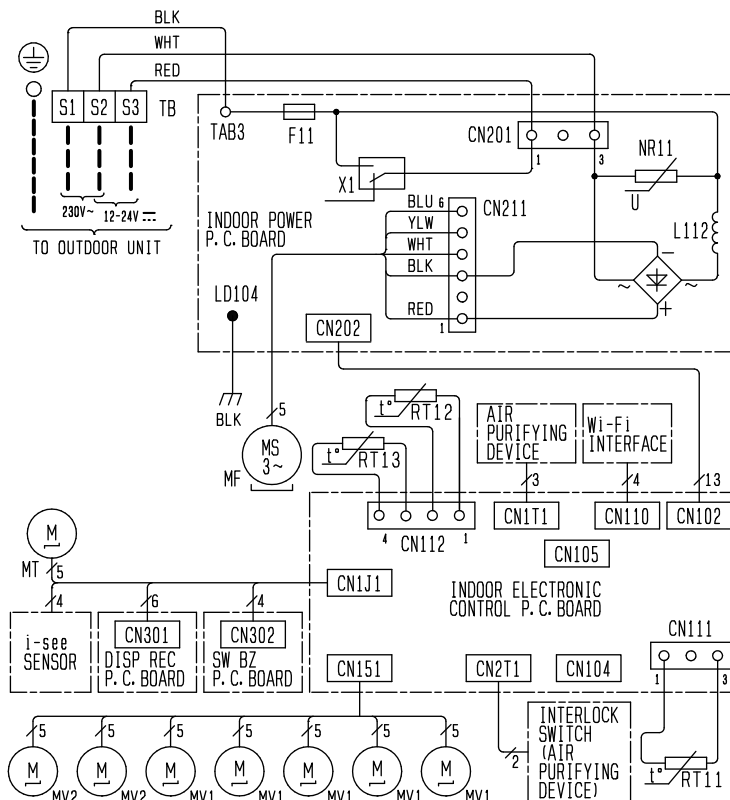 BLK
WHT
RED
S1 S2 S3 TB
TAB3
F11
CN201
1
3
NR11
U
X1
230V~ 12-24V ⎓
TO OUTDOOR UNIT
INDOOR POWER
P. C. BOARD
BLU 6
YLW
WHT
BLK
RED
1
CN211
L112
−
~
~
+
LD104
CN202
BLK
5
MS
3~
MF
t°
RT12
t°
RT13
AIR
PURIFYING
DEVICE
Wi-Fi
INTERFACE
3
4
13
4
1
CN112
CN1T1
CN110
CN102
CN105
M
MT
5
CN1J1
INDOOR ELECTRONIC
CONTROL P. C. BOARD
4
6
4
i-see
SENSOR
CN301
DISP REC
P. C. BOARD
CN302
SW BZ
P. C. BOARD
CN151
CN2T1
CN104
CN111
1
3
5 5 5 5 5 5 5
M M M M M M M
MV2 MV2 MV1 MV1 MV1 MV1 MV1
2
INTERLOCK
SWITCH
(AIR
PURIFYING
DEVICE)
t°
RT11